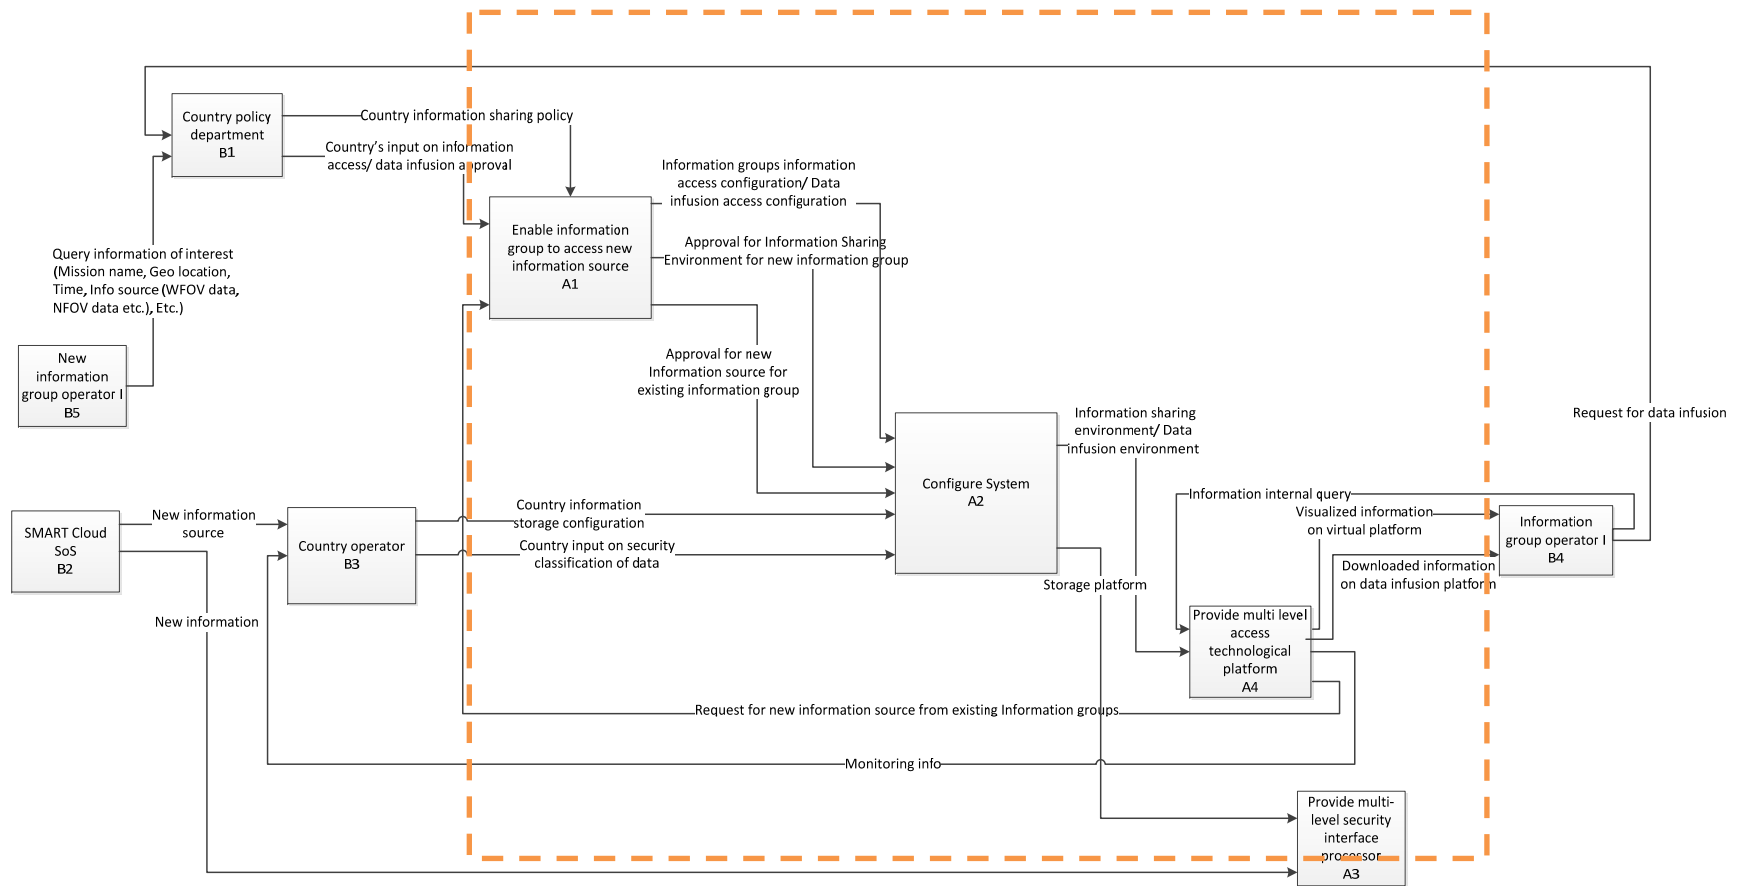 Country policy
department
B1
Country information sharing policy
Country's input on information
access/ data infusion approval
Information groups information
access configuration/ Data
infusion access configuration
Enable information
group to access new
information source
A1
Approval for Information Sharing
Environment for new information group
Query information of interest
(Mission name, Geo location,
Time, Info source (WFOV data,
NFOV data etc.), Etc.)
New
information
group operator I
B5
Approval for new
Information source for
existing information group
Information sharing
environment/ Data
infusion environment
Request for data infusion
Configure System
A2
Information internal query
Visualized information
on virtual platform
Information
group operator I
B4
SMART Cloud
SoS
B2
New information
source
Country operator
B3
Country information
storage configuration
Country input on security
classification of data
Downloaded information
on data infusion platform
Storage platform
New information
Provide multi level
access
technological
platform
A4
Request for new information source from existing Information groups
Monitoring info
Provide multi-
level security
interface
processor
A3